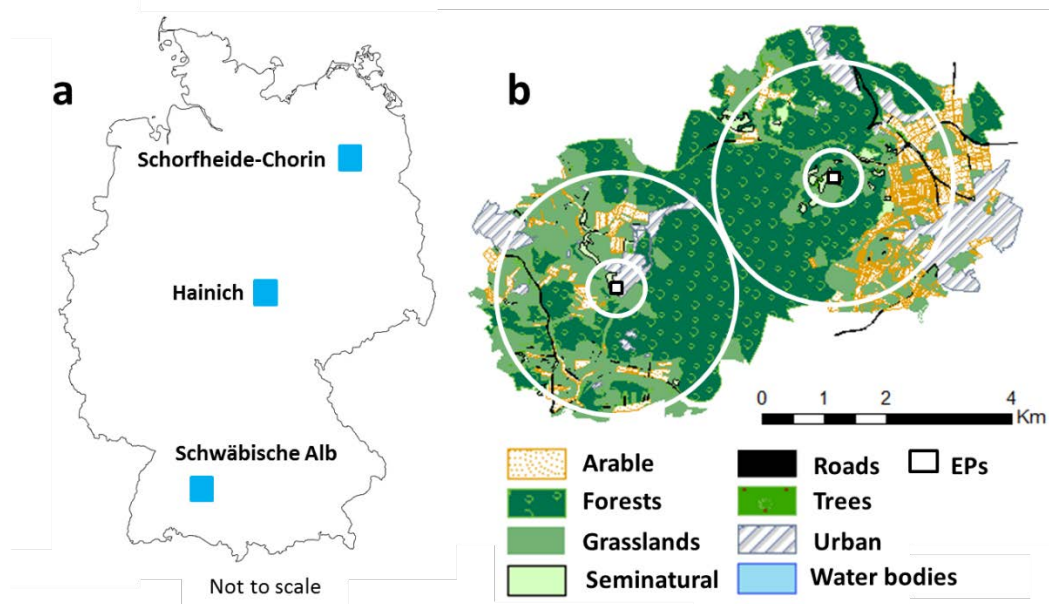 a
Schorfheide-Chorin
Hainich
Schwäbische Alb
Not to scale
b
0 1 2 4
Km
Arable
Forests
Grasslands
Seminatural
Roads
Trees
Urban
Water bodies
EPs